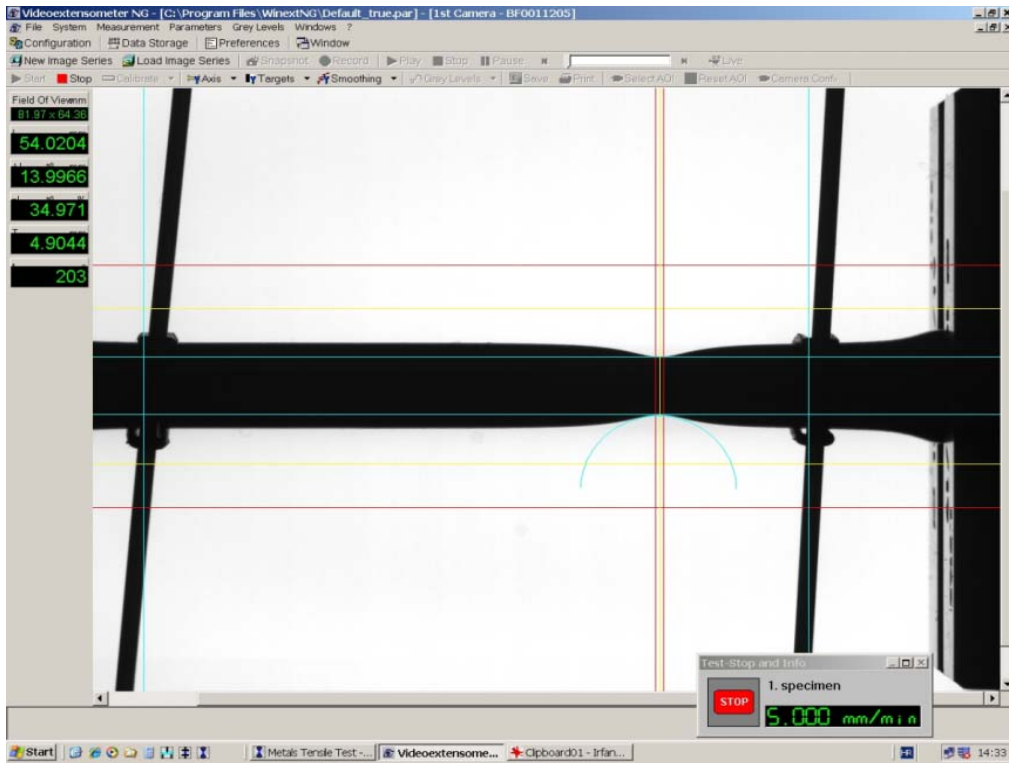 Videoextensometer NG - [C:\Program Files\WinextNG\Default_true.par] - [1st Camera - BF0011205]
File System Measurement Parameters Grey Levels Windows ?
Configuration Data Storage Preferences Window
New Image Series Load Image Series Snapshot Record Play Stop Pause Live
Start Stop Calibrate Axis Targets Smoothing Grey Levels Save Print Select AOI Reset AOI Camera Config
Field Of View mm
81.97 x 64.36
54.0204
13.9966
34.971
4.9044
203
Test-Stop and Info
1. specimen
STOP
5.000 mm/min
Start Metals Tensile Test -... Videoextensome... Clipboard01 - Irfan... 14:33